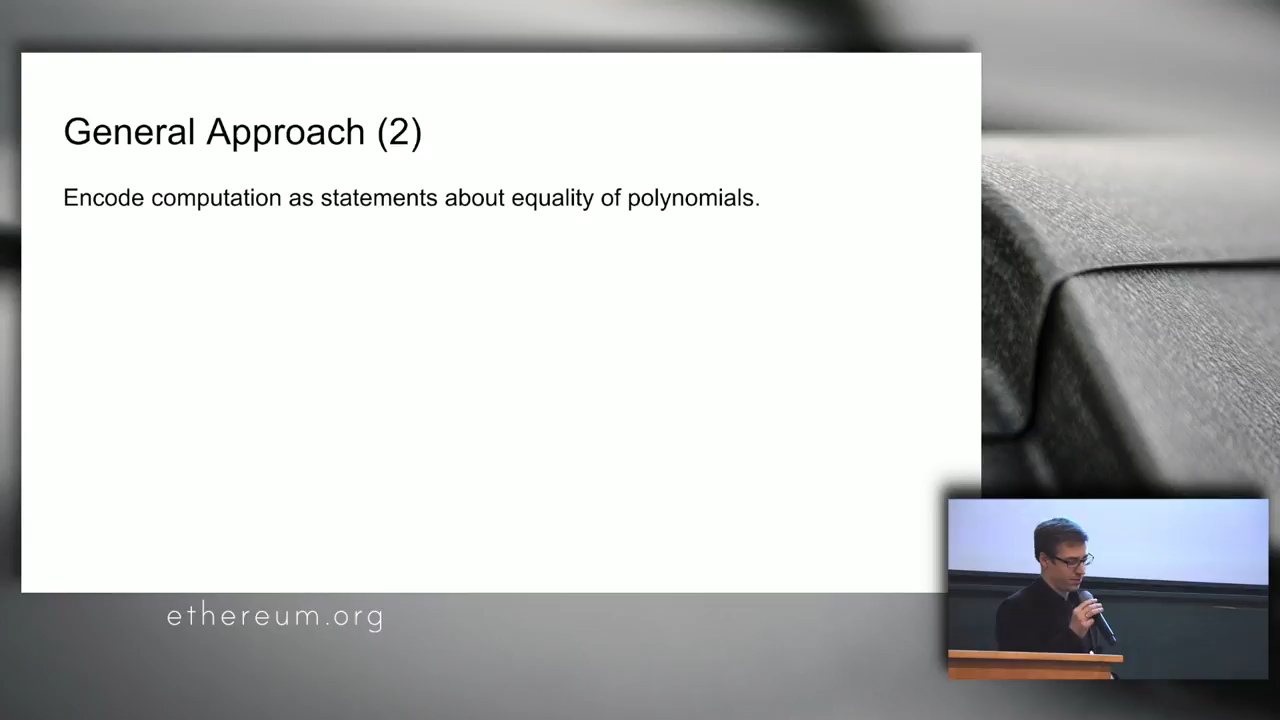 General Approach (2)
Encode computation as statements about equality of polynomials.
ethereum.org